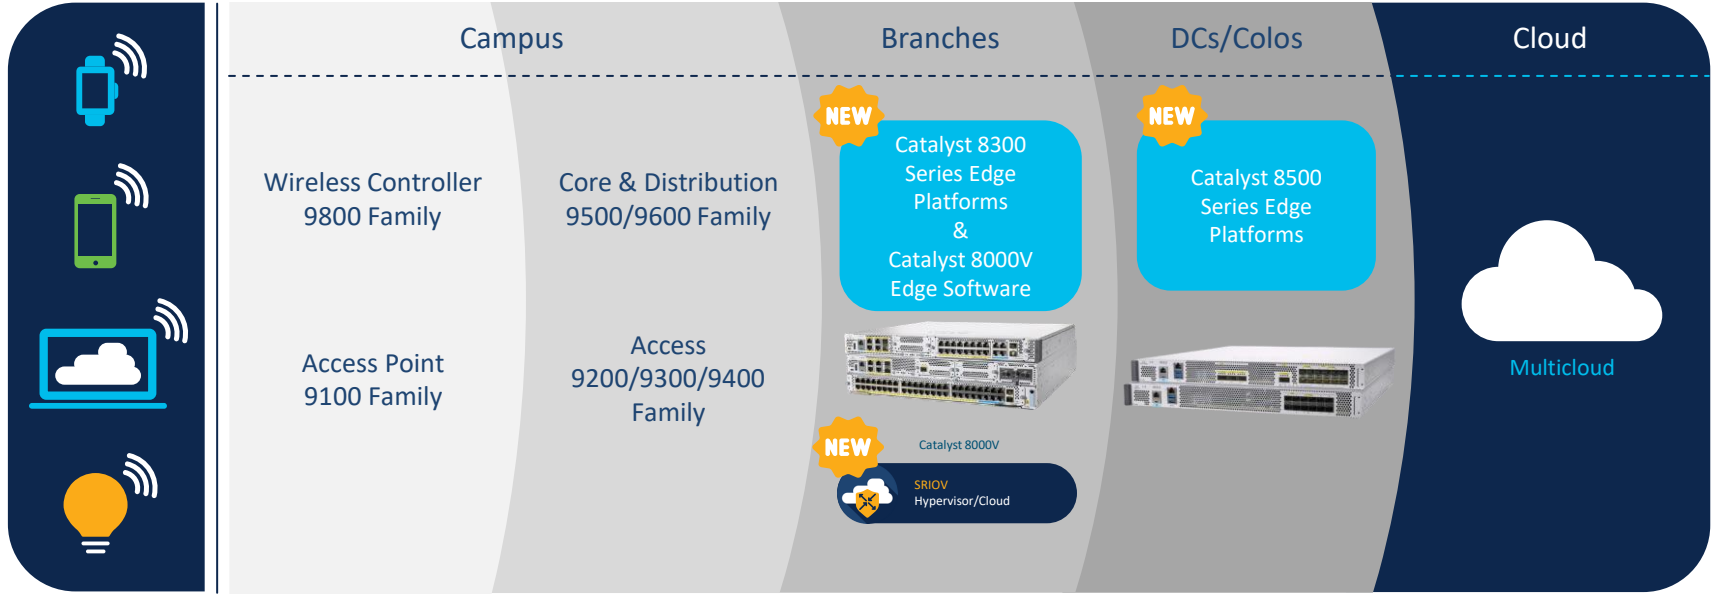 Campus
Branches
DCs/Colos
Cloud
Wireless Controller
9800 Family
Access Point
9100 Family
Core & Distribution
9500/9600 Family
Access
9200/9300/9400
Family
NEW
Catalyst 8300
Series Edge
Platforms
&
Catalyst 8000V
Edge Software
NEW
Catalyst 8000V
SRIOV
Hypervisor/Cloud
NEW
Catalyst 8500
Series Edge
Platforms
Multicloud